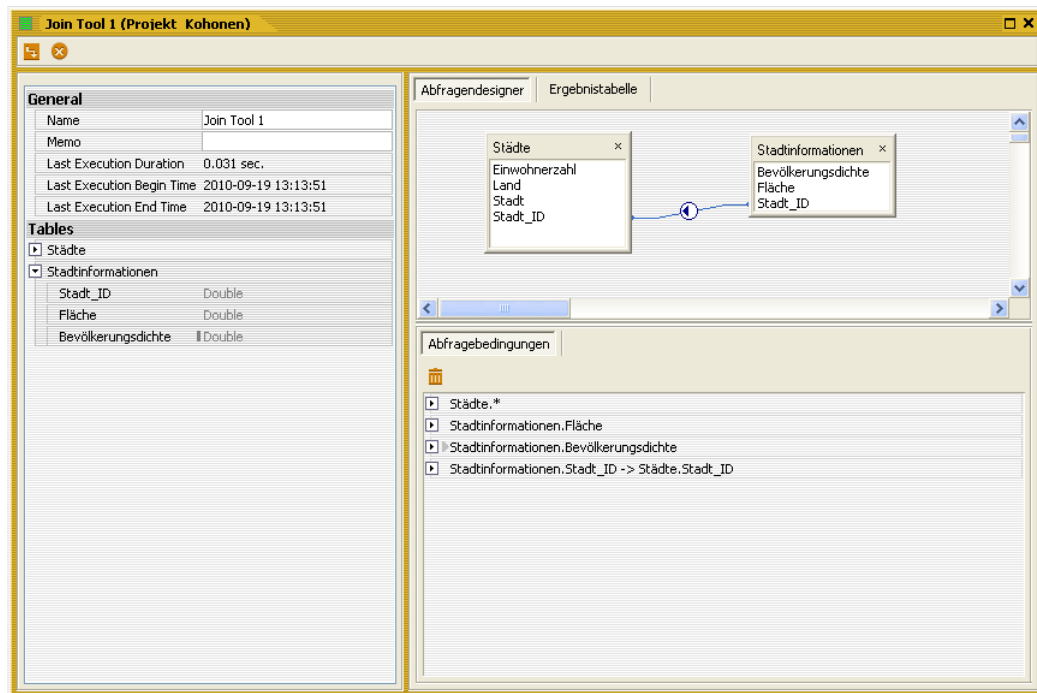 Join Tool 1 (Projekt Kohonen)
General
Name Join Tool 1
Memo
Last Execution Duration 0.031 sec.
Last Execution Begin Time 2010-09-19 13:13:51
Last Execution End Time 2010-09-19 13:13:51
Tables
Städte
Stadtinformationen
Stadt_ID Double
Fläche Double
Bevölkerungsdichte Double
Abfragendesigner Ergebnistabelle
Städte
Einwohnerzahl
Land
Stadt
Stadt_ID
Stadtinformationen
Bevölkerungsdichte
Fläche
Stadt_ID
Abfragebedingungen
Städte.*
Stadtinformationen.Fläche
Stadtinformationen.Bevölkerungsdichte
Stadtinformationen.Stadt_ID -> Städte.Stadt_ID